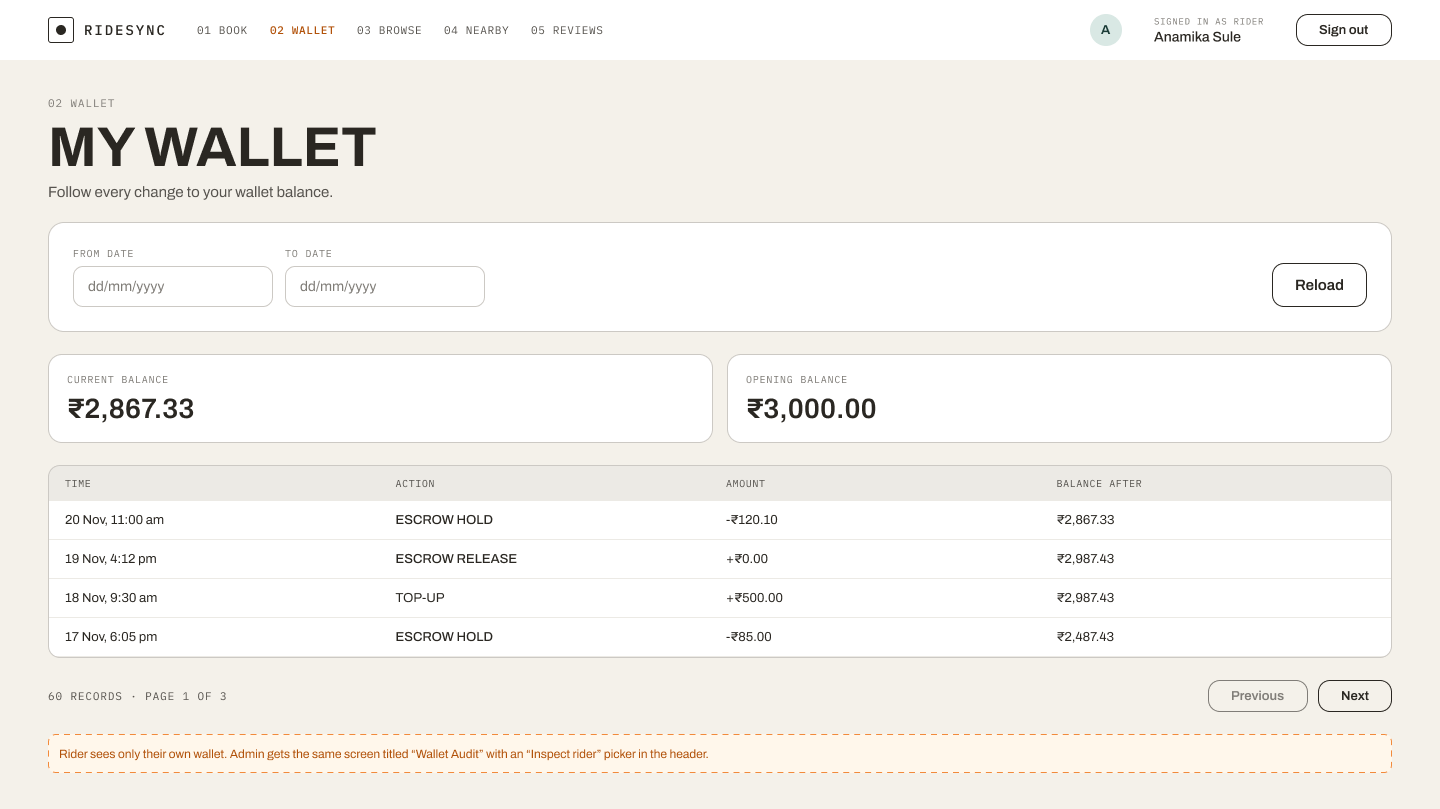 RIDESYNC 01 BOOK 02 WALLET 03 BROWSE 04 NEARBY 05 REVIEWS A SIGNED IN AS RIDER Sign out
Anamika Sule
02 WALLET
MY WALLET
Follow every change to your wallet balance.
FROM DATE TO DATE
dd/mm/yyyy dd/mm/yyyy Reload
CURRENT BALANCE OPENING BALANCE
₹2,867.33 ₹3,000.00
TIME ACTION AMOUNT BALANCE AFTER
20 Nov, 11:00 am ESCROW HOLD -₹120.10 ₹2,867.33
19 Nov, 4:12 pm ESCROW RELEASE +₹0.00 ₹2,987.43
18 Nov, 9:30 am TOP-UP +₹500.00 ₹2,987.43
17 Nov, 6:05 pm ESCROW HOLD -₹85.00 ₹2,487.43
60 RECORDS · PAGE 1 OF 3 Previous Next
Rider sees only their own wallet. Admin gets the same screen titled “Wallet Audit” with an “Inspect rider” picker in the header.